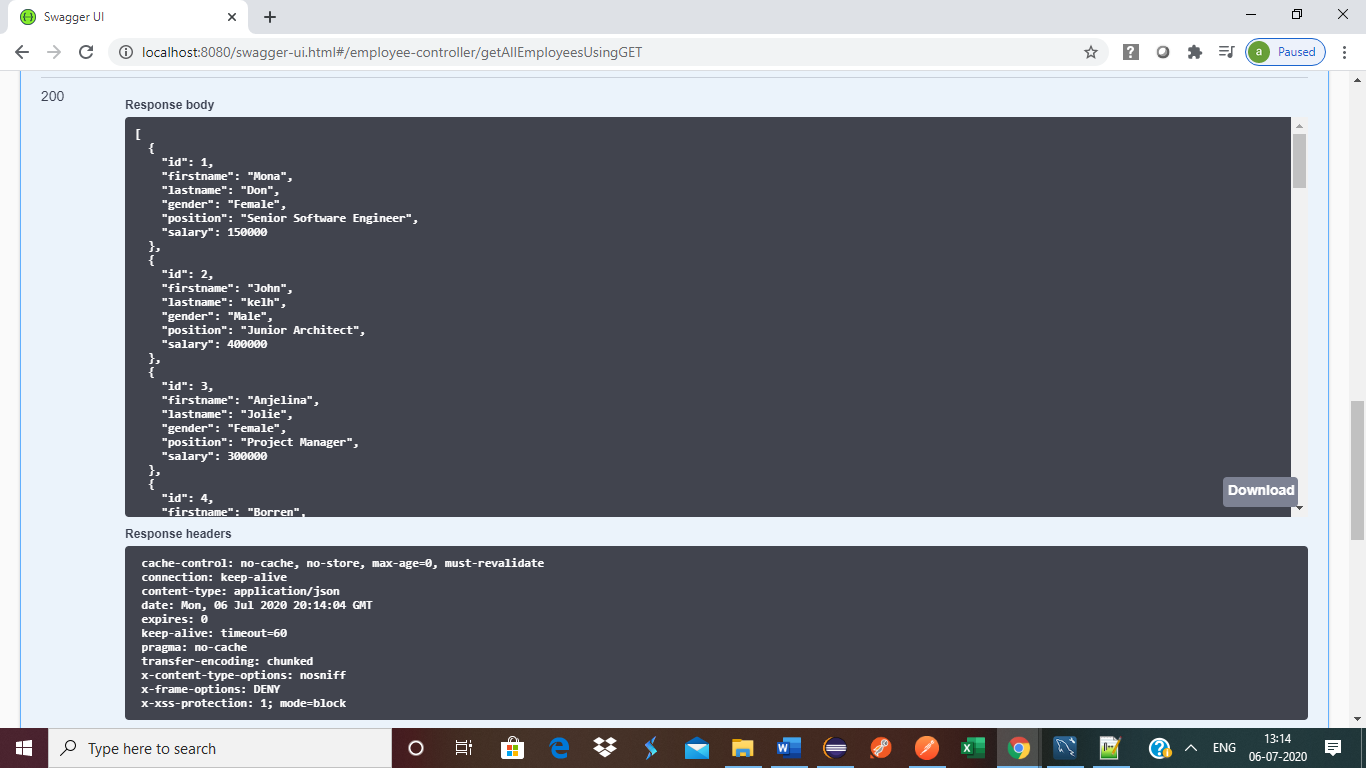 Swagger UI
localhost:8080/swagger-ui.html#/employee-controller/getAllEmployeesUsingGET
a
Paused
200
Response body
[
{
"id": 1,
"firstname": "Mona",
"lastname": "Don",
"gender": "Female",
"position": "Senior Software Engineer",
"salary": 150000
},
{
"id": 2,
"firstname": "John",
"lastname": "kelh",
"gender": "Male",
"position": "Junior Architect",
"salary": 400000
},
{
"id": 3,
"firstname": "Anjelina",
"lastname": "Jolie",
"gender": "Female",
"position": "Project Manager",
"salary": 300000
},
{
"id": 4,
"firstname": "Borren",
Download
Response headers
cache-control: no-cache, no-store, max-age=0, must-revalidate
connection: keep-alive
content-type: application/json
date: Mon, 06 Jul 2020 20:14:04 GMT
expires: 0
keep-alive: timeout=60
pragma: no-cache
transfer-encoding: chunked
x-content-type-options: nosniff
x-frame-options: DENY
x-xss-protection: 1; mode=block
Type here to search
ENG
13:14
06-07-2020